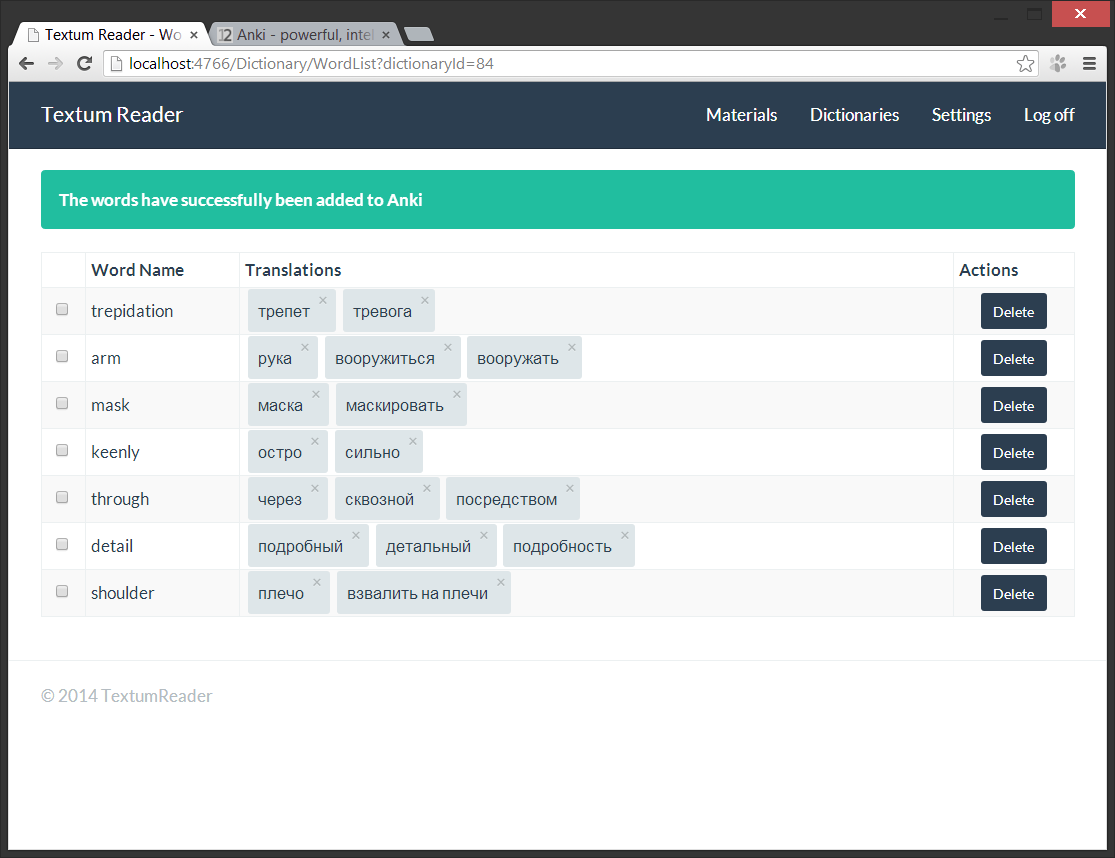 Textum Reader - Wo
Anki - powerful, intel
localhost:4766/Dictionary/WordList?dictionaryId=84
Textum Reader Materials Dictionaries Settings Log off
The words have successfully been added to Anki
Word Name Translations Actions
trepidation трепет × тревога × Delete
arm рука × вооружиться × вооружать × Delete
mask маска × маскировать × Delete
keenly остро × сильно × Delete
through через × сквозной × посредством × Delete
detail подробный × детальный × подробность × Delete
shoulder плечо × взвалить на плечи × Delete
© 2014 TextumReader